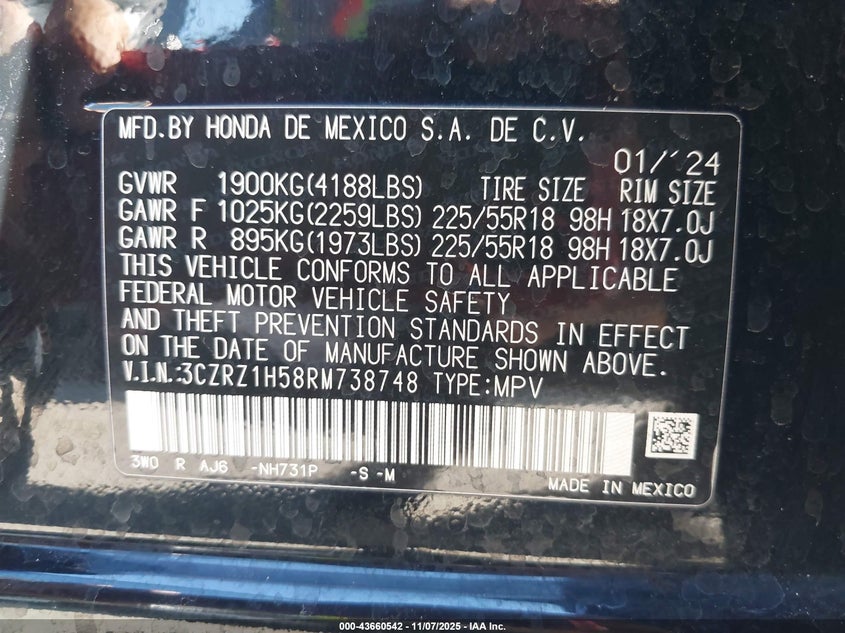 MFD.BY HONDA DE MEXICO S.A. DE C.V.
01/'24
GVWR 1900KG(4188LBS) TIRE SIZE RIM SIZE
GAWR F 1025KG(2259LBS) 225/55R18 98H 18X7.0J
GAWR R 895KG(1973LBS) 225/55R18 98H 18X7.0J
THIS VEHICLE CONFORMS TO ALL APPLICABLE
FEDERAL MOTOR VEHICLE SAFETY
AND THEFT PREVENTION STANDARDS IN EFFECT
ON THE DATE OF MANUFACTURE SHOWN ABOVE.
V.I.N.:3CZRZ1H58RM738748 TYPE:MPV
3W0 R AJ6 -NH731P -S -M
MADE IN MEXICO
000-43660542 - 11/07/2025 - IAA Inc.